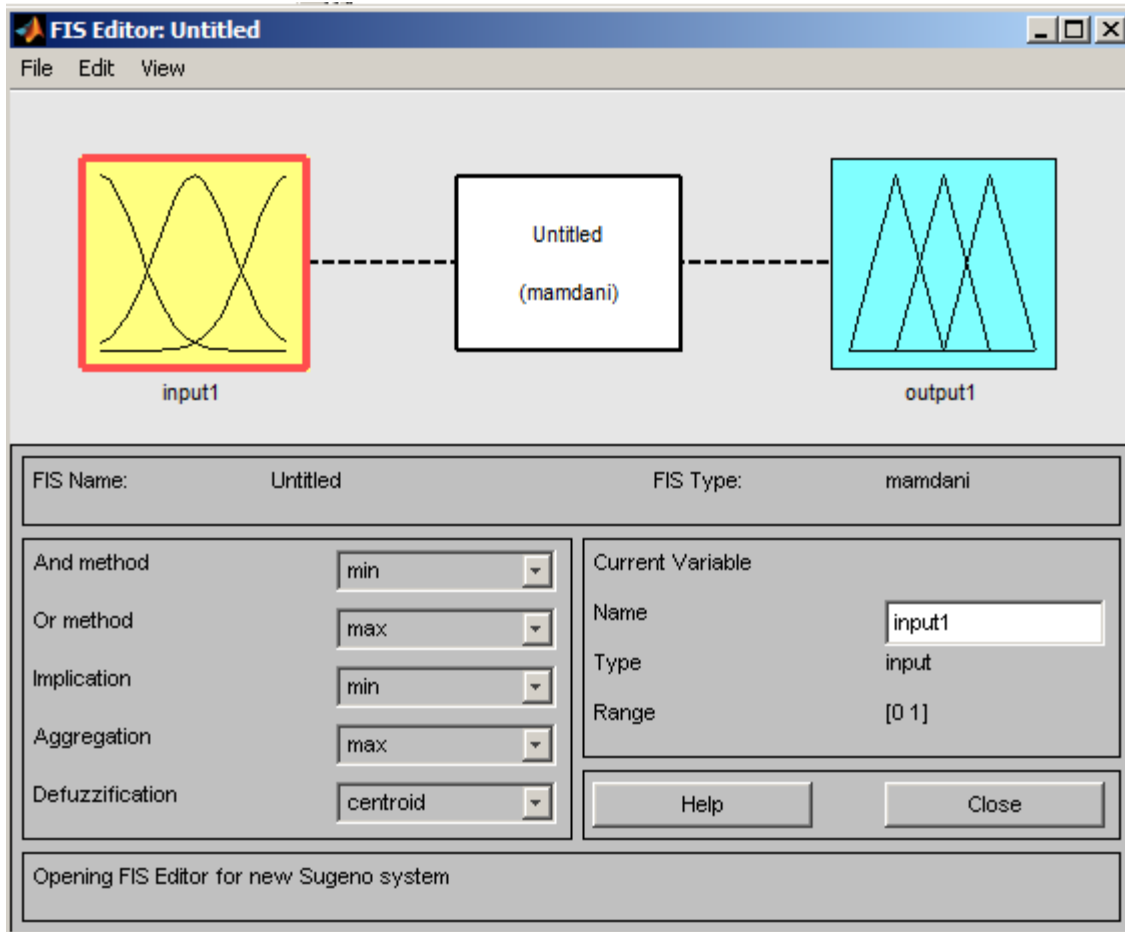 FIS Editor: Untitled
File Edit View
Untitled
(mamdani)
input1
output1
FIS Name: Untitled FIS Type: mamdani
And method min
Or method max
Implication min
Aggregation max
Defuzzification centroid
Current Variable
Name input1
Type input
Range [0 1]
Help Close
Opening FIS Editor for new Sugeno system